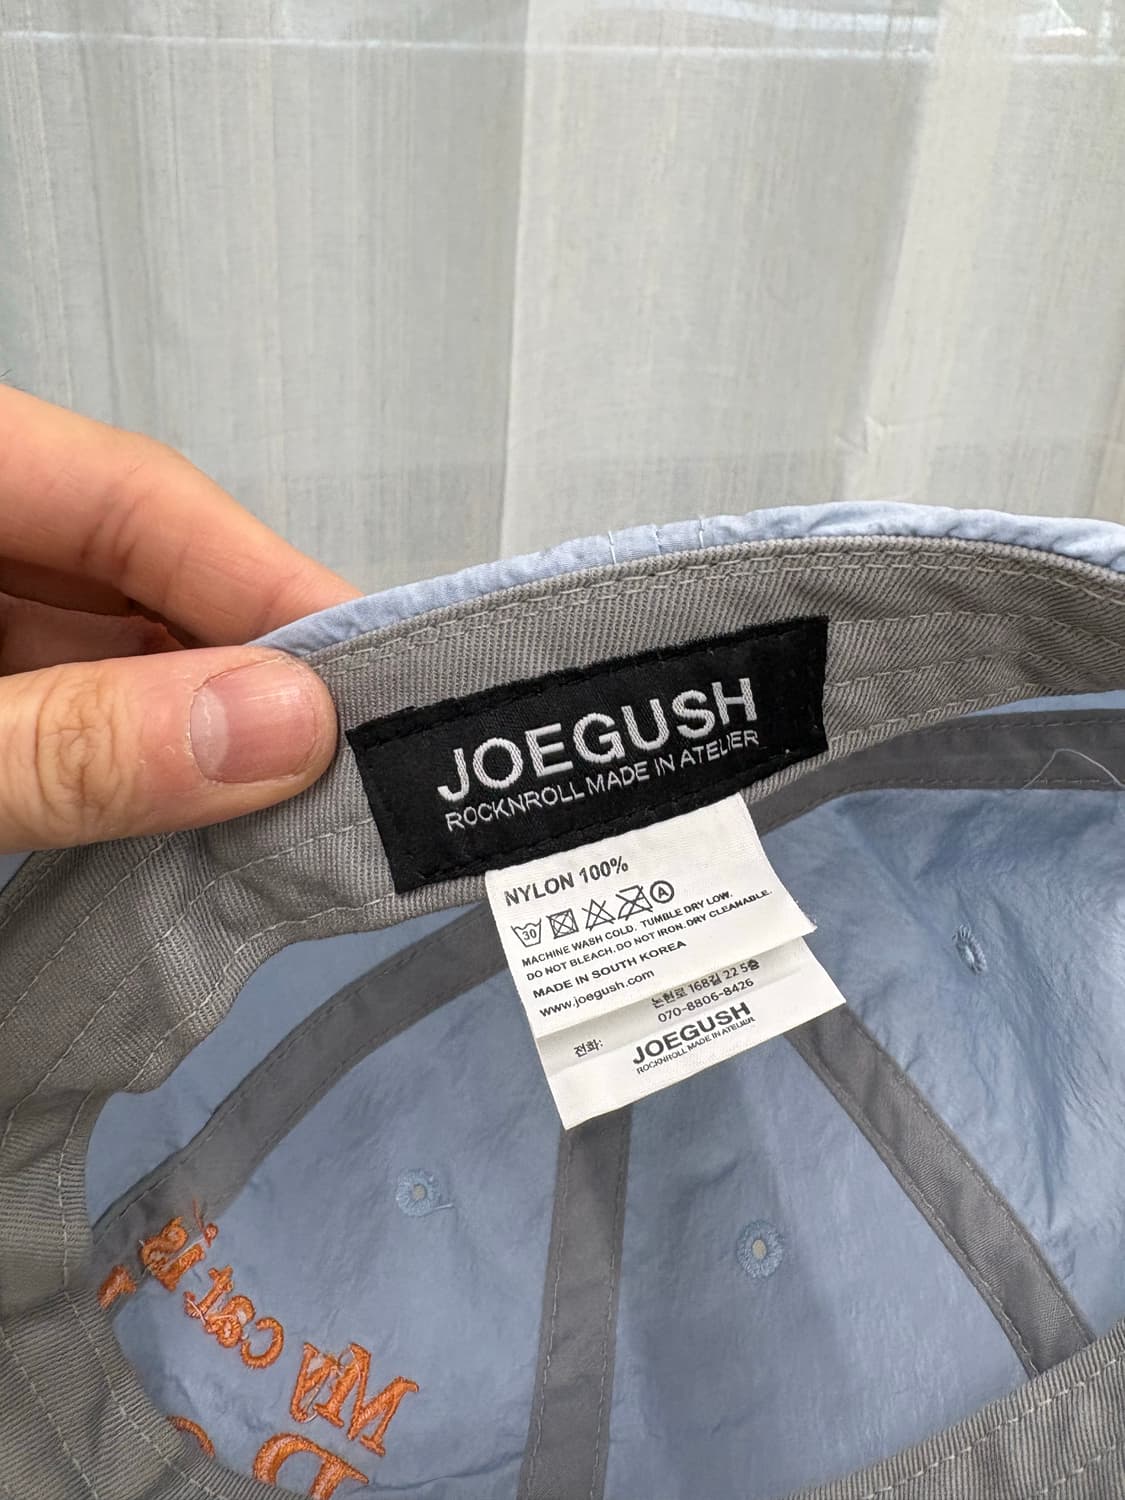 JOEGUSH
ROCKNROLL MADE IN ATELIER
NYLON 100%
30 A
MACHINE WASH COLD. TUMBLE DRY LOW.
DO NOT BLEACH. DO NOT IRON. DRY CLEANABLE.
MADE IN SOUTH KOREA
www.joegush.com
논현로 168길 22 5층
전화: 070-8806-8426
JOEGUSH
ROCKNROLL MADE IN ATELIER